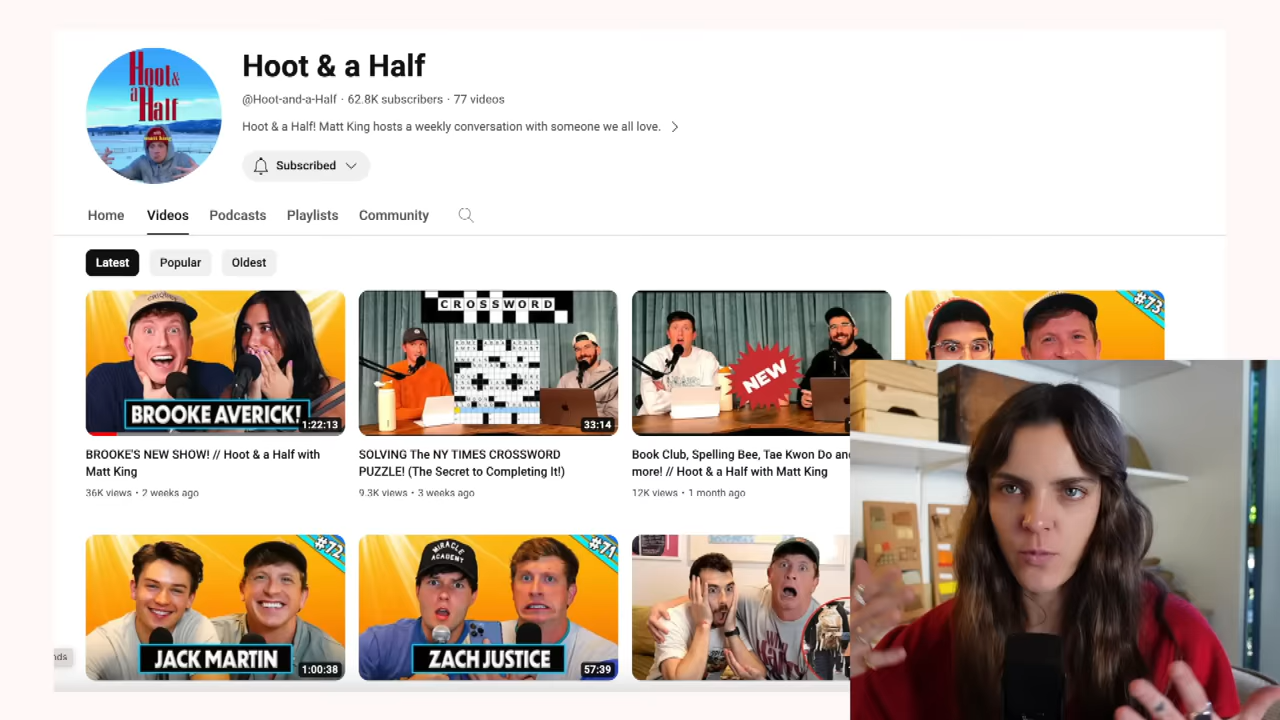 Hoot &
a
Half
with
matt king
Hoot & a Half
@Hoot-and-a-Half · 62.8K subscribers · 77 videos
Hoot & a Half! Matt King hosts a weekly conversation with someone we all love.
Subscribed
Home Videos Podcasts Playlists Community
Latest Popular Oldest
BROOKE AVERICK!
1:22:13
CROSSWORD
33:14
NEW
#73
BROOKE'S NEW SHOW! // Hoot & a Half with
Matt King
36K views • 2 weeks ago
SOLVING The NY TIMES CROSSWORD
PUZZLE! (The Secret to Completing It!)
9.3K views • 3 weeks ago
Book Club, Spelling Bee, Tae Kwon Do and
more! // Hoot & a Half with Matt King
12K views • 1 month ago
#72
JACK MARTIN
1:00:38
MIRACLE
ACADEMY
#71
ZACH JUSTICE
57:39
nds